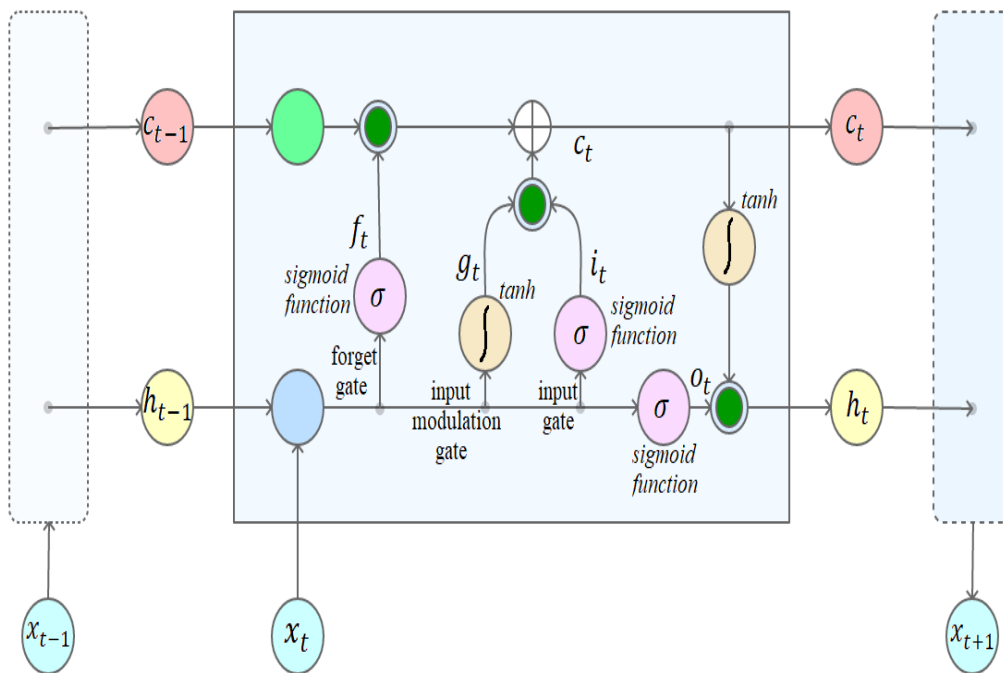 c_{t-1}
c_t
c_t
tanh
f_t
g_t
i_t
sigmoid
function
σ
tanh
sigmoid
function
σ
forget
gate
h_{t-1}
input
modulation
gate
input
gate
σ
o_t
h_t
sigmoid
function
x_{t-1}
x_t
x_{t+1}